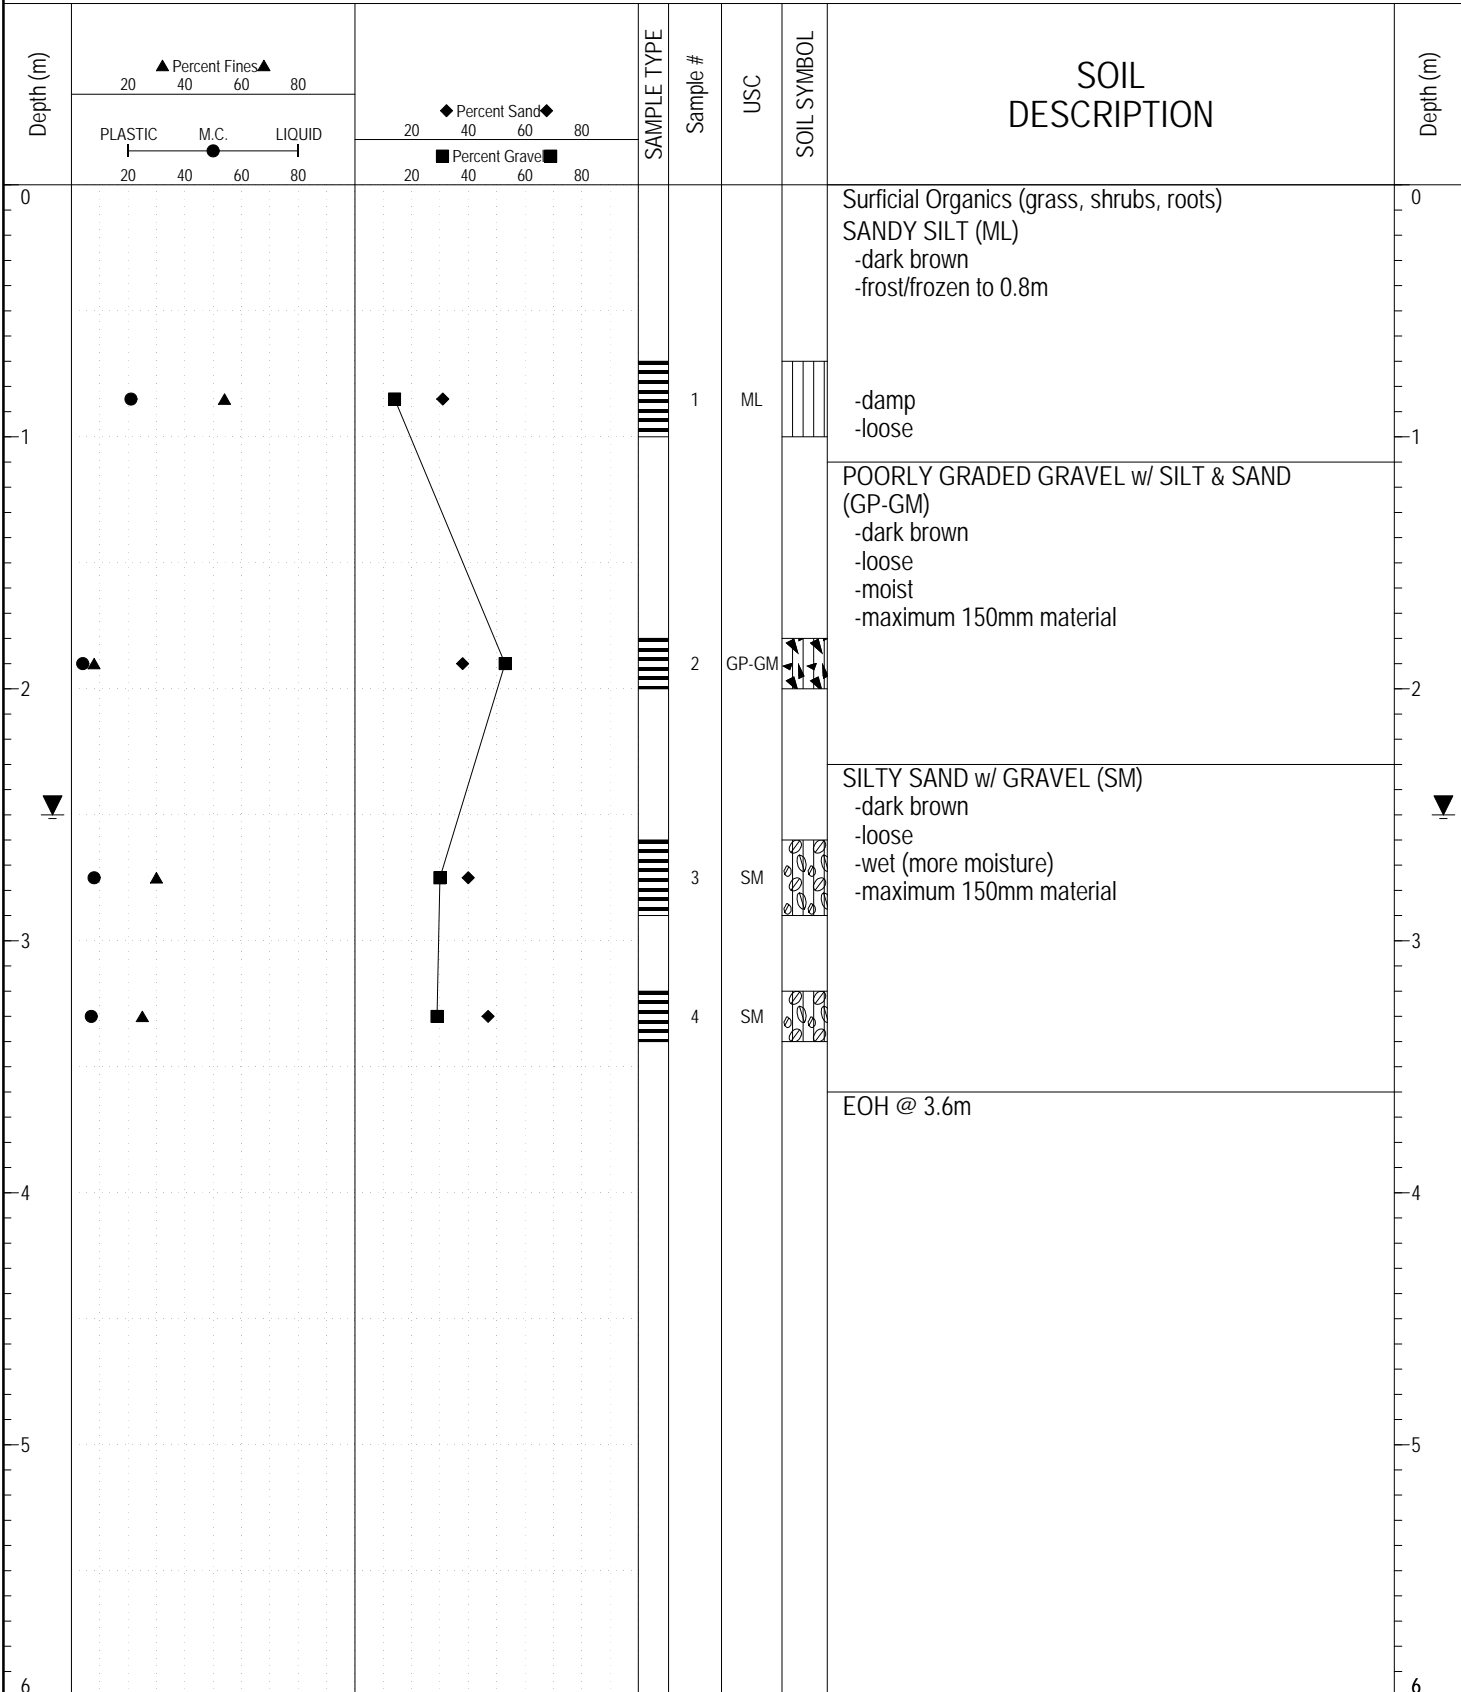 Depth (m)
▲ Percent Fines ▲
20 40 60 80
PLASTIC M.C. LIQUID
20 40 60 80
◆ Percent Sand ◆
20 40 60 80
■ Percent Gravel ■
20 40 60 80
SAMPLE TYPE
Sample #
USC
SOIL SYMBOL
SOIL
DESCRIPTION
Depth (m)
0 0
Surficial Organics (grass, shrubs, roots)
SANDY SILT (ML)
-dark brown
-frost/frozen to 0.8m
1 ML -damp
-loose
1 1
POORLY GRADED GRAVEL w/ SILT & SAND
(GP-GM)
-dark brown
-loose
-moist
-maximum 150mm material
2 GP-GM
2 2
SILTY SAND w/ GRAVEL (SM)
-dark brown
-loose
-wet (more moisture)
3 SM
-maximum 150mm material
3 3
4 SM
EOH @ 3.6m
4 4
5 5
6 6